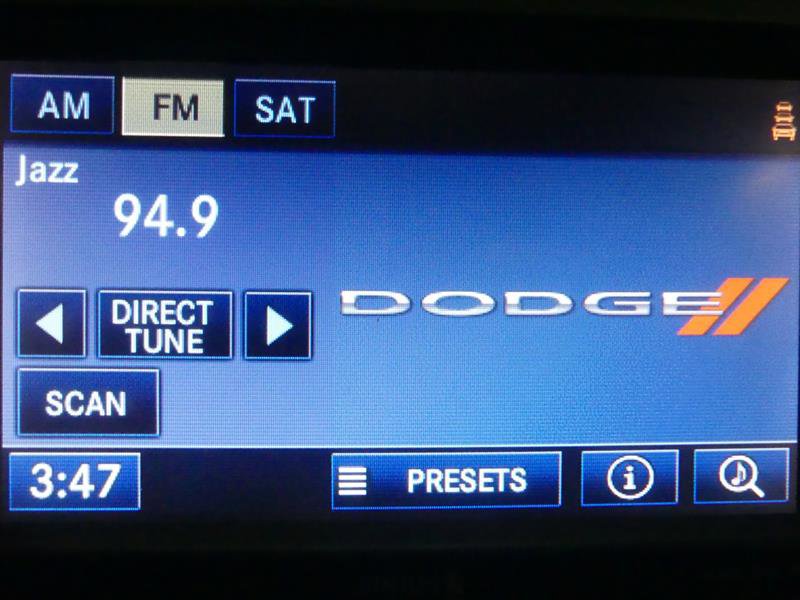 AM FM SAT
Jazz
94.9
DIRECT
TUNE
DODGE
SCAN
3:47 PRESETS i